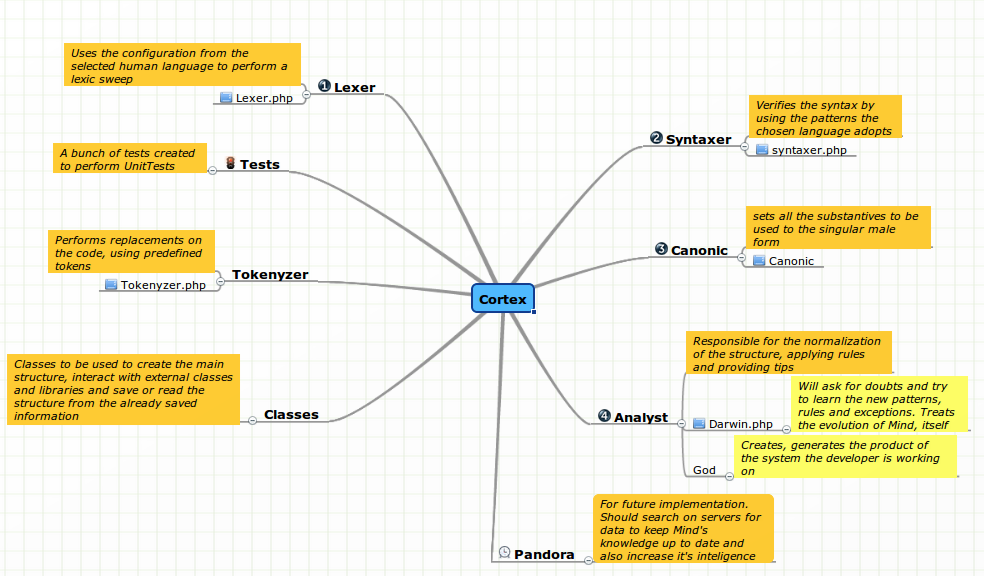 Uses the configuration from the
selected human language to perform a
lexic sweep
1 Lexer
Lexer.php
A bunch of tests created
to perform UnitTests
Tests
Performs replacements on
the code, using predefined
tokens
Tokenyzer
Tokenyzer.php
Classes to be used to create the main
structure, interact with external classes
and libraries and save or read the
structure from the already saved
information
Classes
Cortex
Verifies the syntax by
using the patterns the
chosen language adopts
2 Syntaxer
syntaxer.php
sets all the substantives to be
used to the singular male
form
3 Canonic
Canonic
Responsible for the normalization
of the structure, applying rules
and providing tips
4 Analyst
Will ask for doubts and try
to learn the new patterns,
rules and exceptions. Treats
the evolution of Mind, itself
Darwin.php
Creates, generates the product of
the system the developer is working
on
God
For future implementation.
Should search on servers for
data to keep Mind's
knowledge up to date and
also increase it's inteligence
Pandora